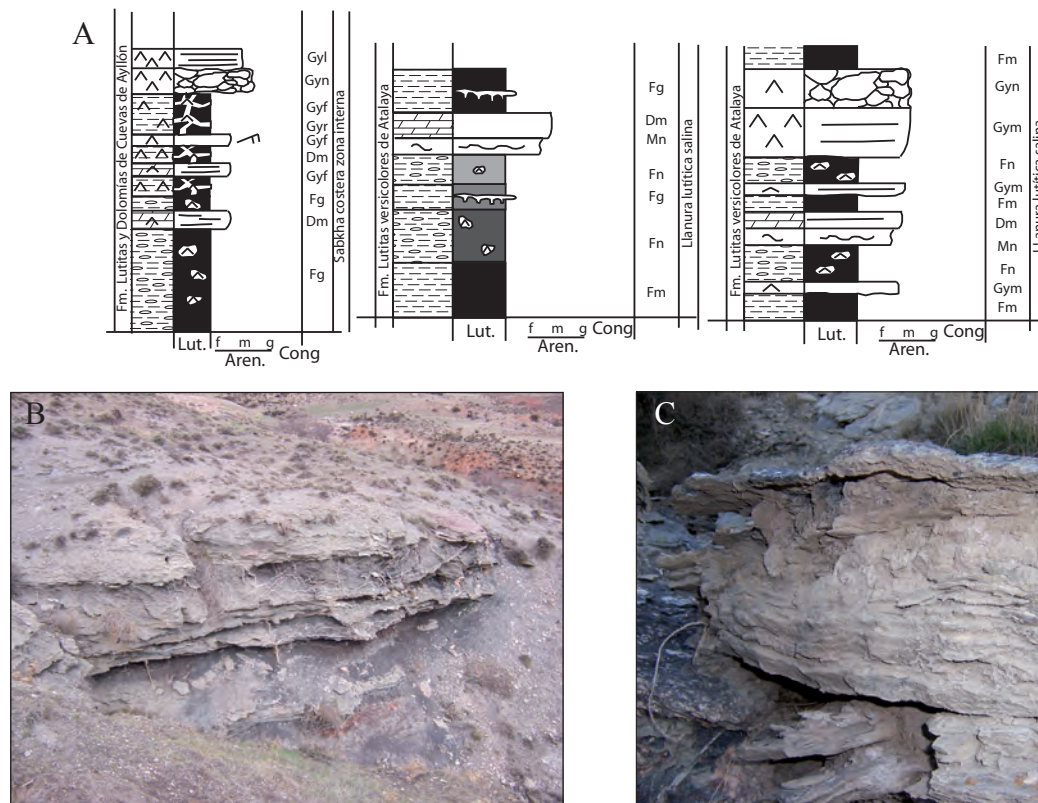 A
Fm. Lutitas y Dolomías de Cuevas de Ayllón
Gyl
Gyn
Gyf
Gyr
Gyf
Dm
Gyf
Fg
Dm
Fg
Sabkha costera zona interna
Lut.
f m g
Aren.
Cong
Fm. Lutitas versicolores de Atalaya
Fg
Dm
Mn
Fn
Fg
Fn
Fm
Llanura lutítica salina
Lut.
f m g
Aren.
Cong
Fm. Lutitas versicolores de Atalaya
Fm
Gyn
Gym
Fn
Gym
Fm
Dm
Mn
Fn
Gym
Fm
Llanura lutítica salina
Lut.
f m g
Aren.
Cong
B
C